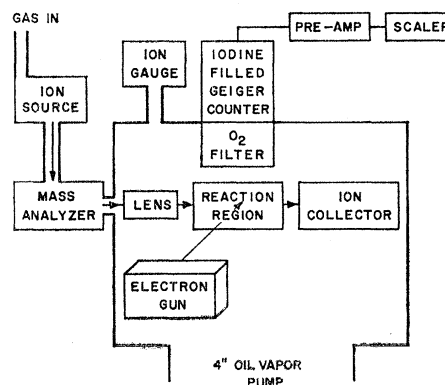 GAS IN
ION
SOURCE
ION
GAUGE
IODINE
FILLED
GEIGER
COUNTER
O2
FILTER
PRE-AMP
SCALER
MASS
ANALYZER
LENS
REACTION
REGION
ION
COLLECTOR
ELECTRON
GUN
4" OIL VAPOR
PUMP